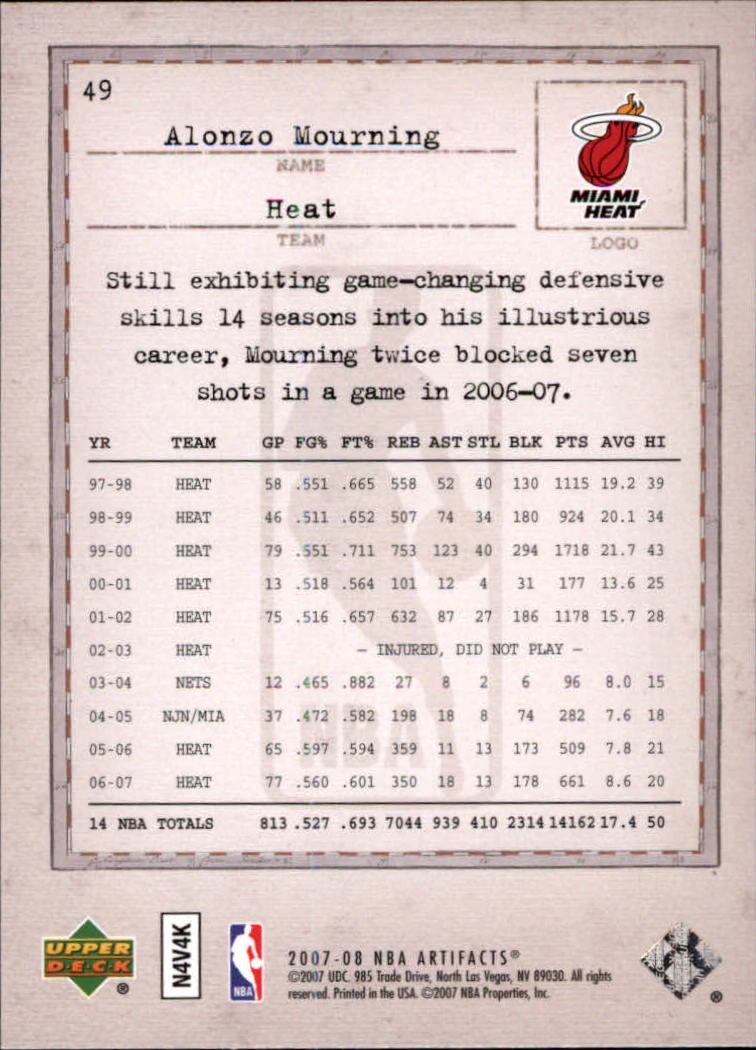 49
Alonzo Mourning
NAME
Heat
TEAM
MIAMI
HEAT
LOGO
Still exhibiting game-changing defensive
skills 14 seasons into his illustrious
career, Mourning twice blocked seven
shots in a game in 2006-07.
YR TEAM GP FG% FT% REB AST STL BLK PTS AVG HI
97-98 HEAT 58 .551 .665 558 52 40 130 1115 19.2 39
98-99 HEAT 46 .511 .652 507 74 34 180 924 20.1 34
99-00 HEAT 79 .551 .711 753 123 40 294 1718 21.7 43
00-01 HEAT 13 .518 .564 101 12 4 31 177 13.6 25
01-02 HEAT 75 .516 .657 632 87 27 186 1178 15.7 28
02-03 HEAT – INJURED, DID NOT PLAY –
03-04 NETS 12 .465 .882 27 8 2 6 96 8.0 15
04-05 NJN/MIA 37 .472 .582 198 18 8 74 282 7.6 18
05-06 HEAT 65 .597 .594 359 11 13 173 509 7.8 21
06-07 HEAT 77 .560 .601 350 18 13 178 661 8.6 20
14 NBA TOTALS 813 .527 .693 7044 939 410 2314 14162 17.4 50
NBA
UPPER
D•E•C•K
®
N4V4K
NBA
2007-08 NBA ARTIFACTS®
©2007 UDC. 985 Trade Drive, North Las Vegas, NV 89030. All rights
reserved. Printed in the USA. ©2007 NBA Properties, Inc.
®